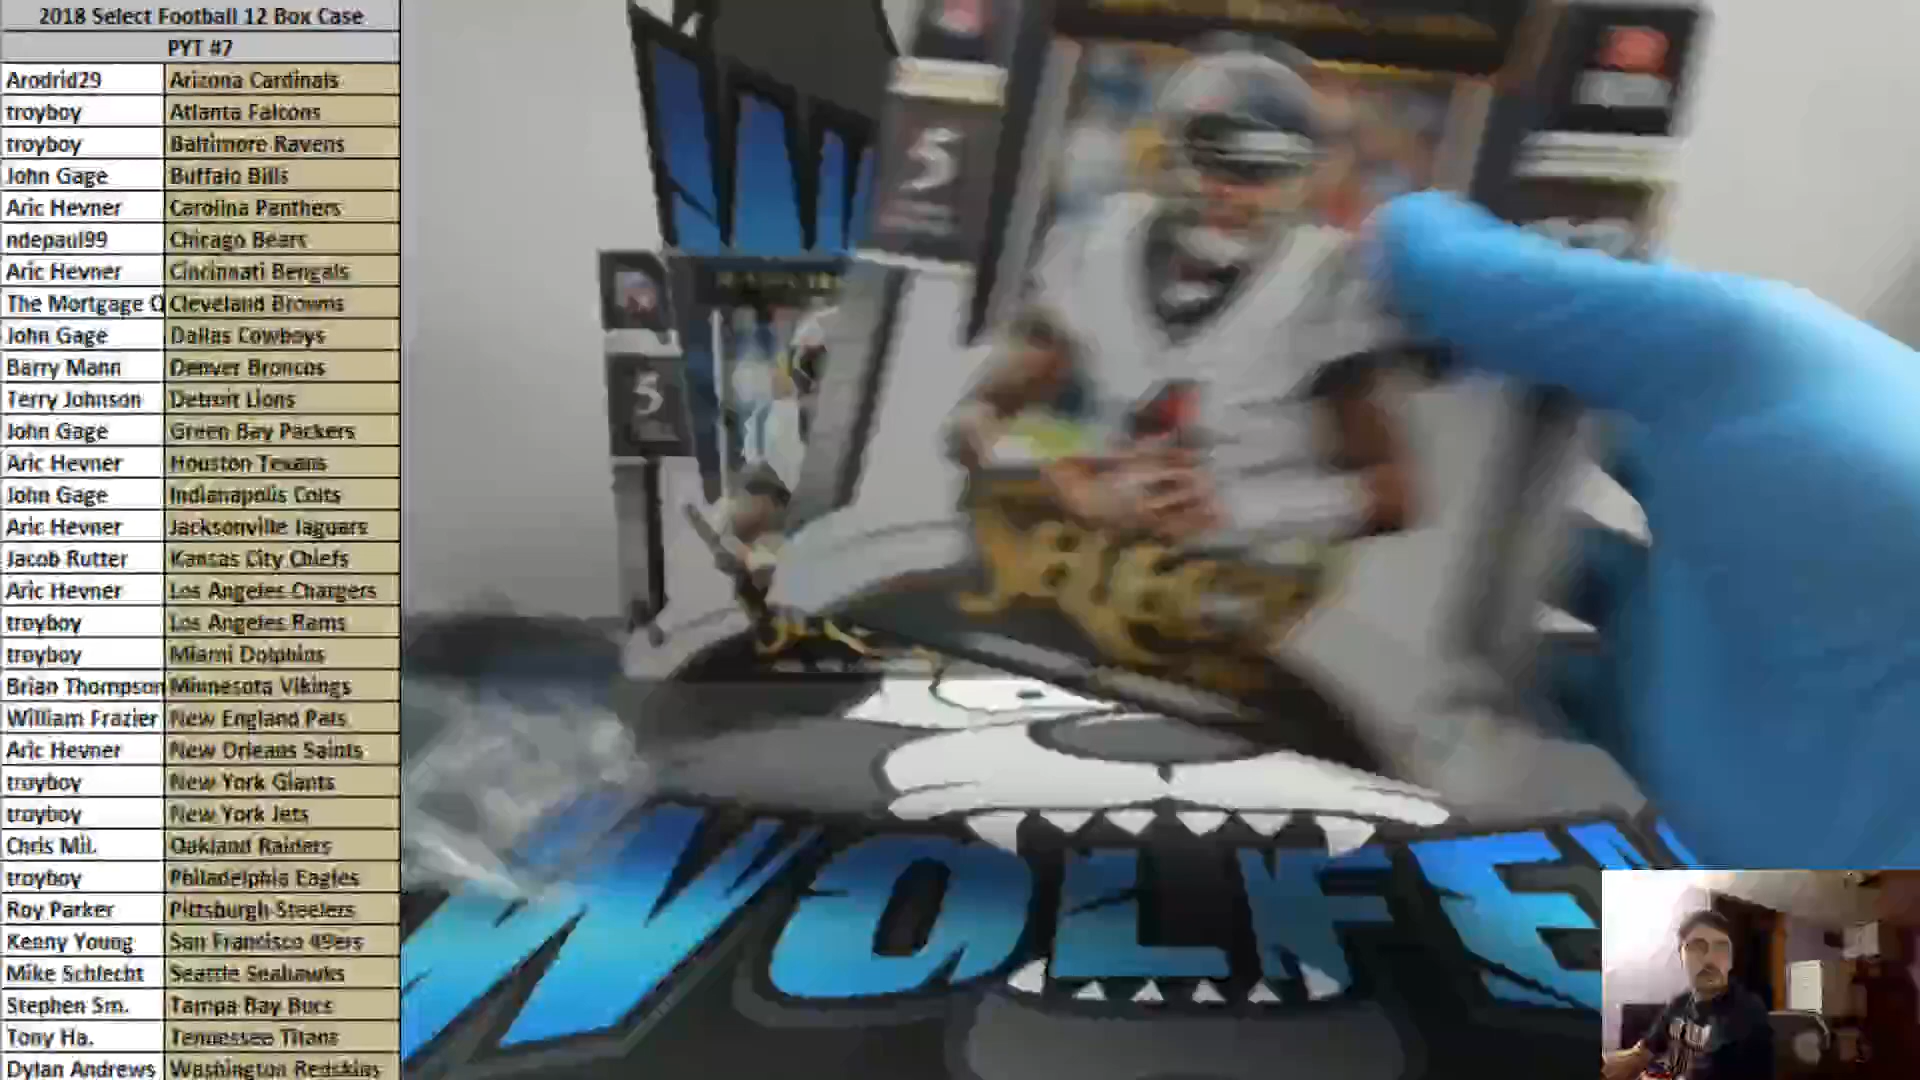 2018 Select Football 12 Box Case
PYT #7
Arodrid29 Arizona Cardinals
troyboy Atlanta Falcons
troyboy Baltimore Ravens
John Gage Buffalo Bills
Aric Hevner Carolina Panthers
ndepaul99 Chicago Bears
Aric Hevner Cincinnati Bengals
The Mortgage Cleveland Browns
John Gage Dallas Cowboys
Barry Mann Denver Broncos
Terry Johnson Detroit Lions
John Gage Green Bay Packers
Aric Hevner Houston Texans
John Gage Indianapolis Colts
Aric Hevner Jacksonville Jaguars
Jacob Rutter Kansas City Chiefs
Aric Hevner Los Angeles Chargers
troyboy Los Angeles Rams
troyboy Miami Dolphins
Brian Thompson Minnesota Vikings
William Frazier New England Pats
Aric Hevner New Orleans Saints
troyboy New York Giants
troyboy New York Jets
Chris Mil. Oakland Raiders
troyboy Philadelphia Eagles
Roy Parker Pittsburgh Steelers
Kenny Young San Francisco 49ers
Mike Schlecht Seattle Seahawks
Stephen Sm. Tampa Bay Bucs
Tony Ha. Tennessee Titans
Dylan Andrews Washington Redskins
5
5
4
Select
WOLFE